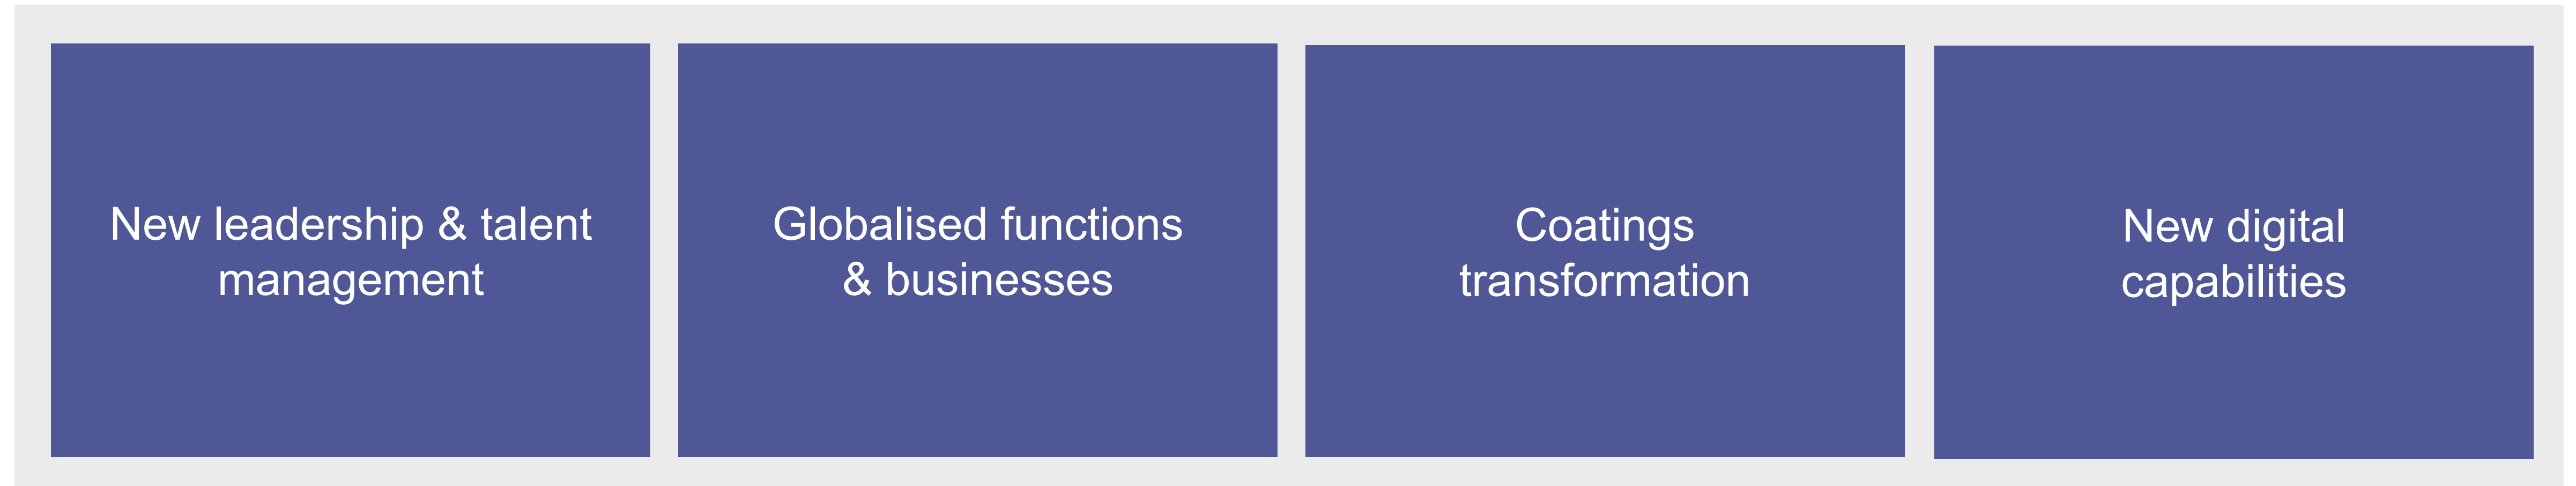 New leadership & talent
management
Globalised functions
& businesses
Coatings
transformation
New digital
capabilities